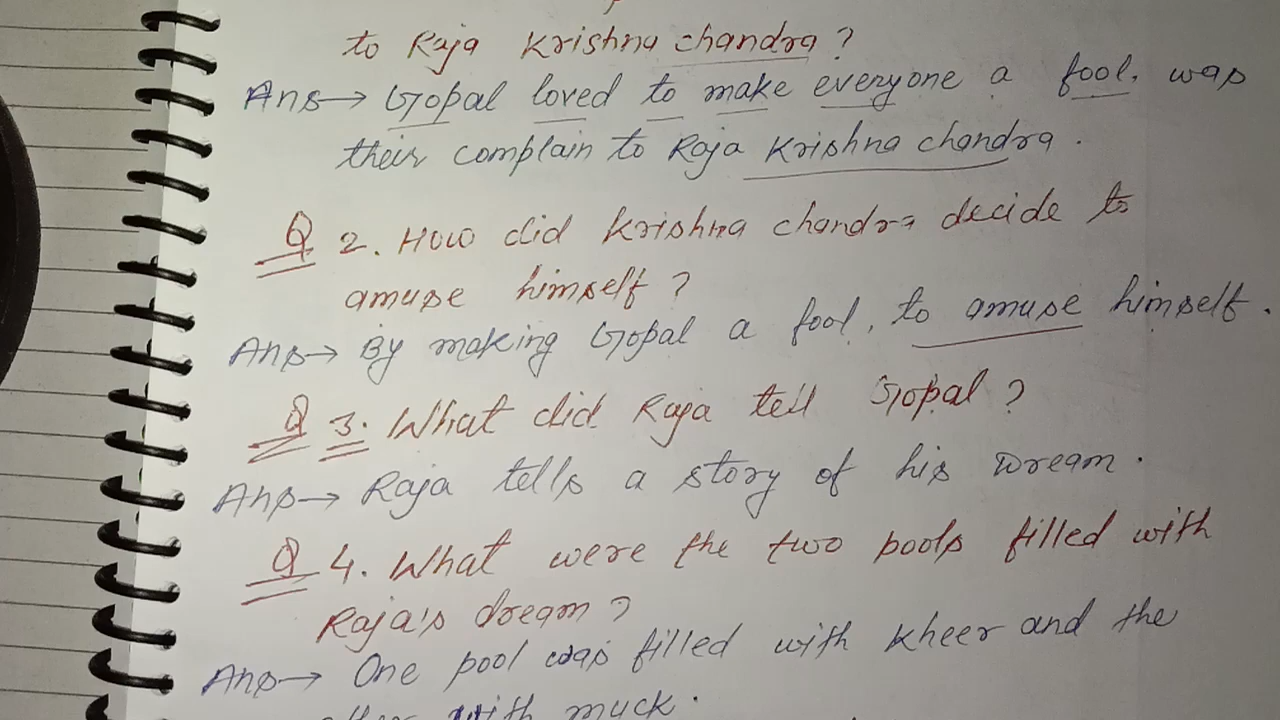 to Raja Krishna chandra ?
Ans → Gopal loved to make everyone a fool, was
their complain to Raja Krishna chandra .
Q 2. How did Krishna chandra decide to
amuse himself ?
Ans → By making Gopal a fool, to amuse himself .
Q 3. What did Raja tell Gopal ?
Ans → Raja tells a story of his Dream .
Q 4. What were the two pools filled with
Raja's dream ?
Ans → One pool was filled with kheer and the
with muck .